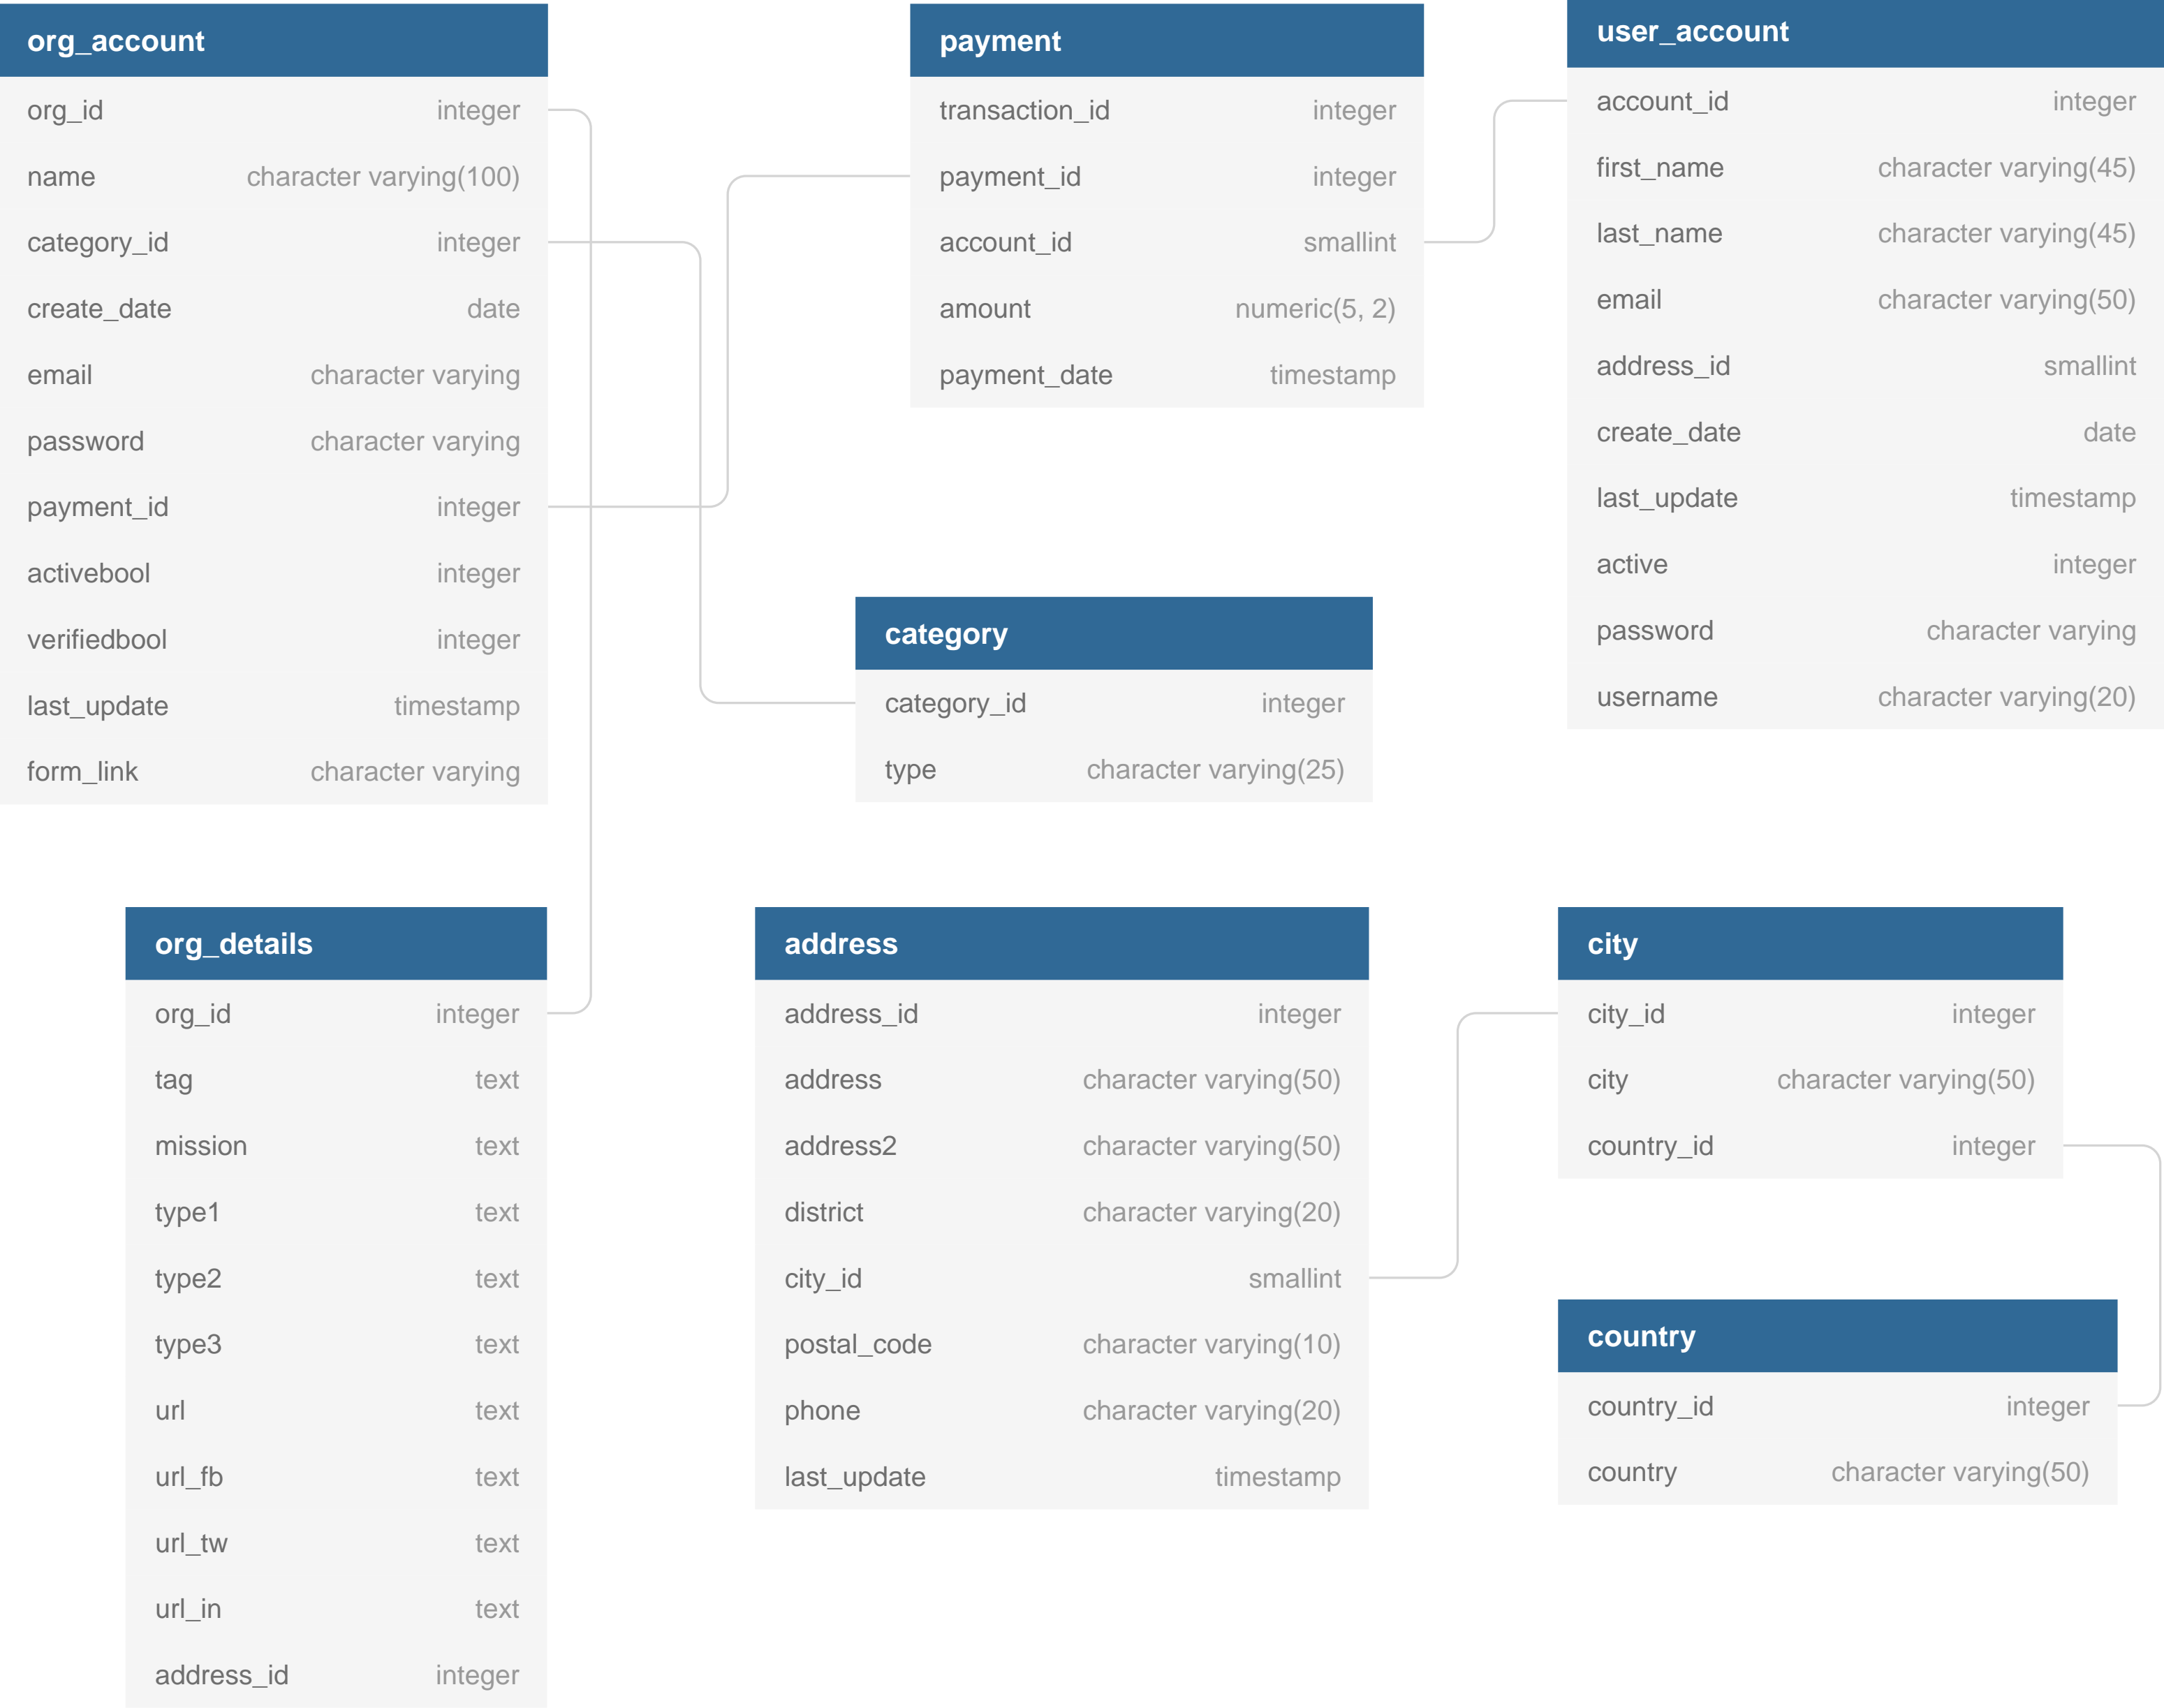 org_account
org_id integer
name character varying(100)
category_id integer
create_date date
email character varying
password character varying
payment_id integer
activebool integer
verifiedbool integer
last_update timestamp
form_link character varying
payment
transaction_id integer
payment_id integer
account_id smallint
amount numeric(5, 2)
payment_date timestamp
user_account
account_id integer
first_name character varying(45)
last_name character varying(45)
email character varying(50)
address_id smallint
create_date date
last_update timestamp
active integer
password character varying
username character varying(20)
category
category_id integer
type character varying(25)
org_details
org_id integer
tag text
mission text
type1 text
type2 text
type3 text
url text
url_fb text
url_tw text
url_in text
address_id integer
address
address_id integer
address character varying(50)
address2 character varying(50)
district character varying(20)
city_id smallint
postal_code character varying(10)
phone character varying(20)
last_update timestamp
city
city_id integer
city character varying(50)
country_id integer
country
country_id integer
country character varying(50)